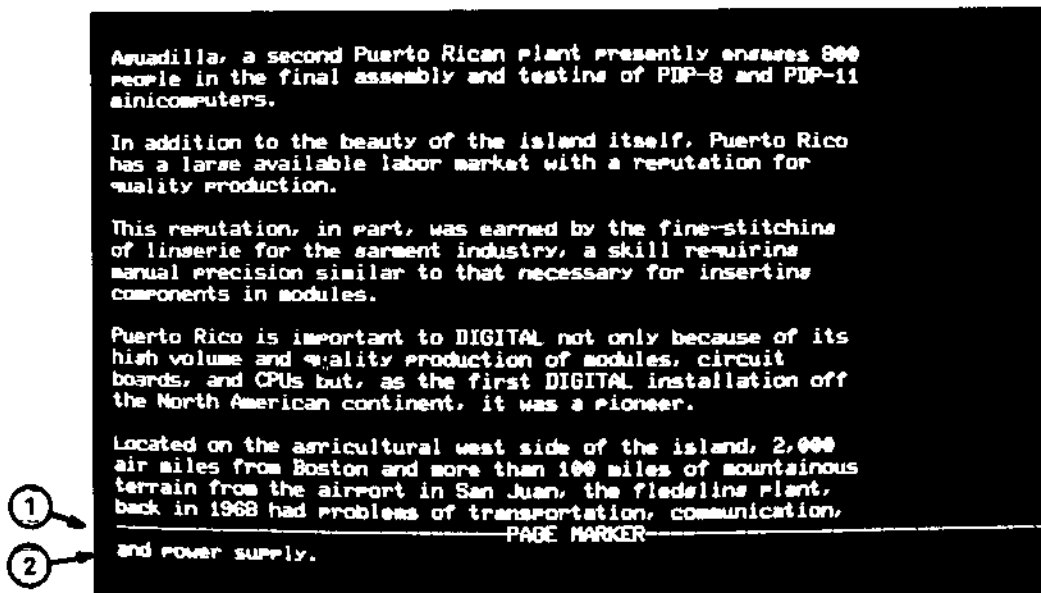 Aguadilla, a second Puerto Rican plant presently engages 800
people in the final assembly and testing of PDP-8 and PDP-11
minicomputers.
In addition to the beauty of the island itself, Puerto Rico
has a large available labor market with a reputation for
quality production.
This reputation, in part, was earned by the fine-stitching
of lingerie for the garment industry, a skill requiring
manual precision similar to that necessary for inserting
components in modules.
Puerto Rico is important to DIGITAL not only because of its
high volume and quality production of modules, circuit
boards, and CPUs but, as the first DIGITAL installation off
the North American continent, it was a pioneer.
Located on the agricultural west side of the island, 2,000
air miles from Boston and more than 100 miles of mountainous
terrain from the airport in San Juan, the fledgling plant,
back in 1968 had problems of transportation, communication,
1
PAGE MARKER
2
and power supply.